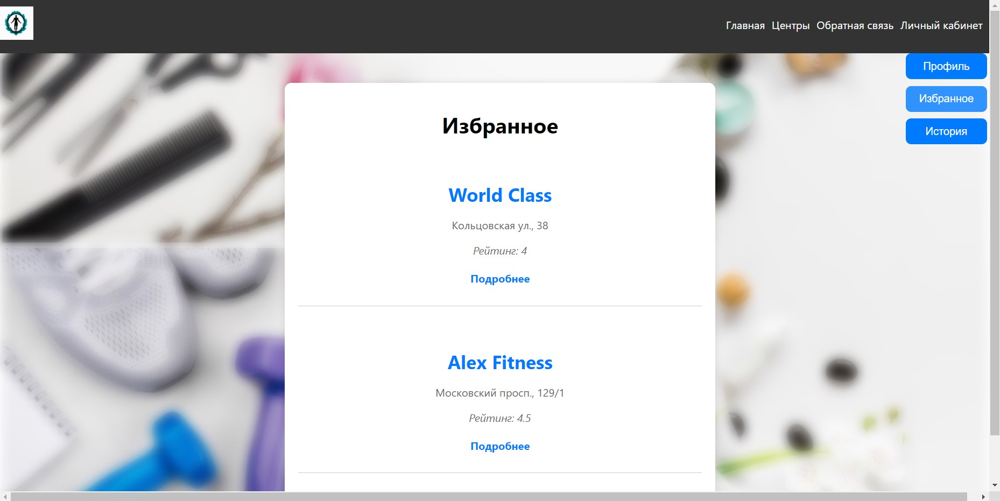 Главная Центры Обратная связь Личный кабинет
Профиль
Избранное
История
Избранное
World Class
Кольцовская ул., 38
Рейтинг: 4
Подробнее
Alex Fitness
Московский просп., 129/1
Рейтинг: 4.5
Подробнее